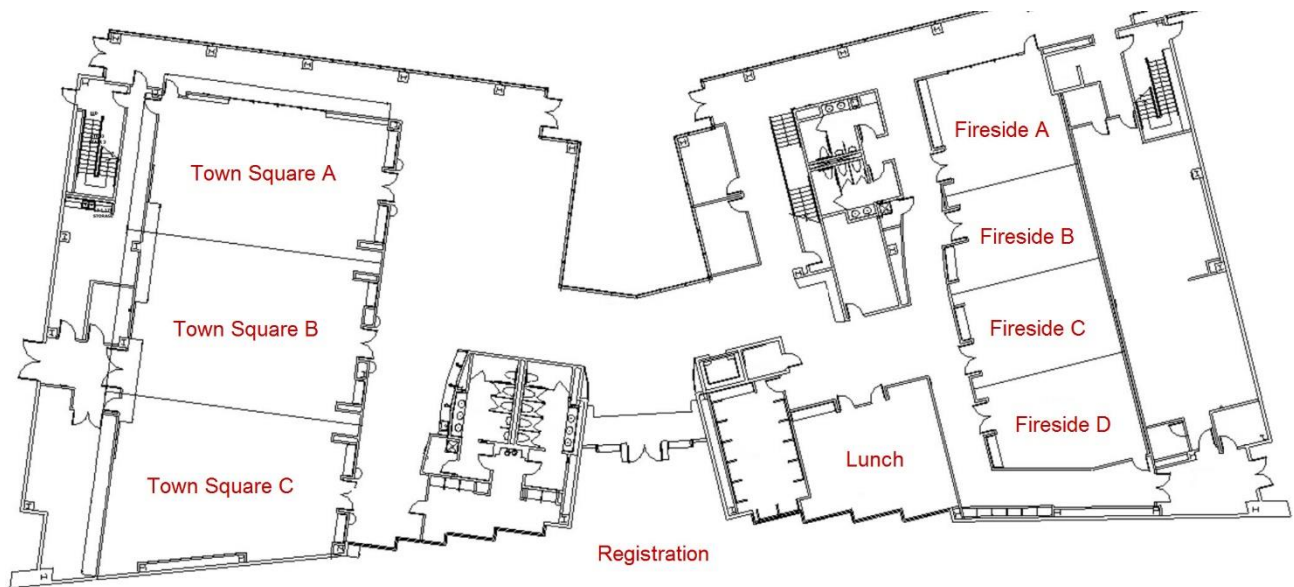 Town Square A
Town Square B
Town Square C
Fireside A
Fireside B
Fireside C
Fireside D
Lunch
Registration